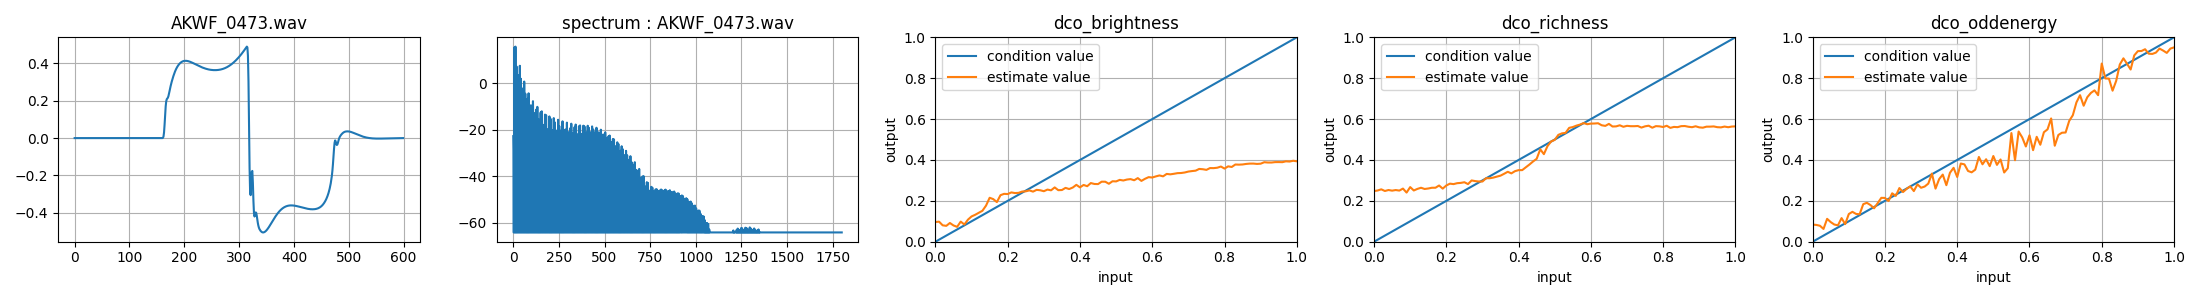 AKWF_0473.wav
0.4
0.2
0.0
−0.2
−0.4
0 100 200 300 400 500 600
spectrum : AKWF_0473.wav
0
−20
−40
−60
0 250 500 750 1000 1250 1500 1750
dco_brightness
condition value
estimate value
output
1.0
0.8
0.6
0.4
0.2
0.0
0.0 0.2 0.4 0.6 0.8 1.0
input
dco_richness
condition value
estimate value
output
1.0
0.8
0.6
0.4
0.2
0.0
0.0 0.2 0.4 0.6 0.8 1.0
input
dco_oddenergy
condition value
estimate value
output
1.0
0.8
0.6
0.4
0.2
0.0
0.0 0.2 0.4 0.6 0.8 1.0
input